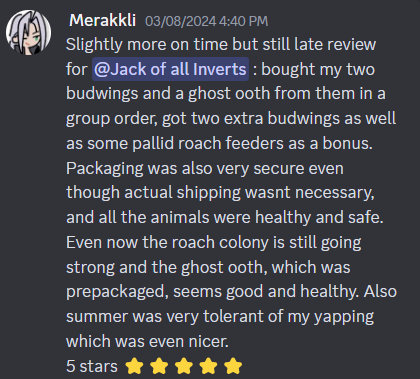 Merakkli 03/08/2024 4:40 PM
Slightly more on time but still late review
for @Jack of all Inverts : bought my two
budwings and a ghost ooth from them in a
group order, got two extra budwings as well
as some pallid roach feeders as a bonus.
Packaging was also very secure even
though actual shipping wasnt necessary,
and all the animals were healthy and safe.
Even now the roach colony is still going
strong and the ghost ooth, which was
prepackaged, seems good and healthy. Also
summer was very tolerant of my yapping
which was even nicer.
5 stars ⭐ ⭐ ⭐ ⭐ ⭐